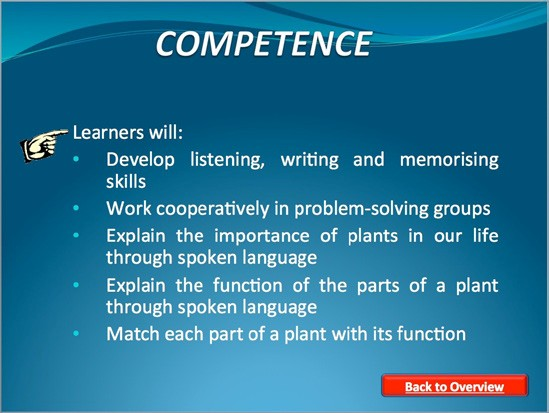 COMPETENCE
Learners will:
• Develop listening, writing and memorising
skills
• Work cooperatively in problem-solving groups
• Explain the importance of plants in our life
through spoken language
• Explain the function of the parts of a plant
through spoken language
• Match each part of a plant with its function
Back to Overview